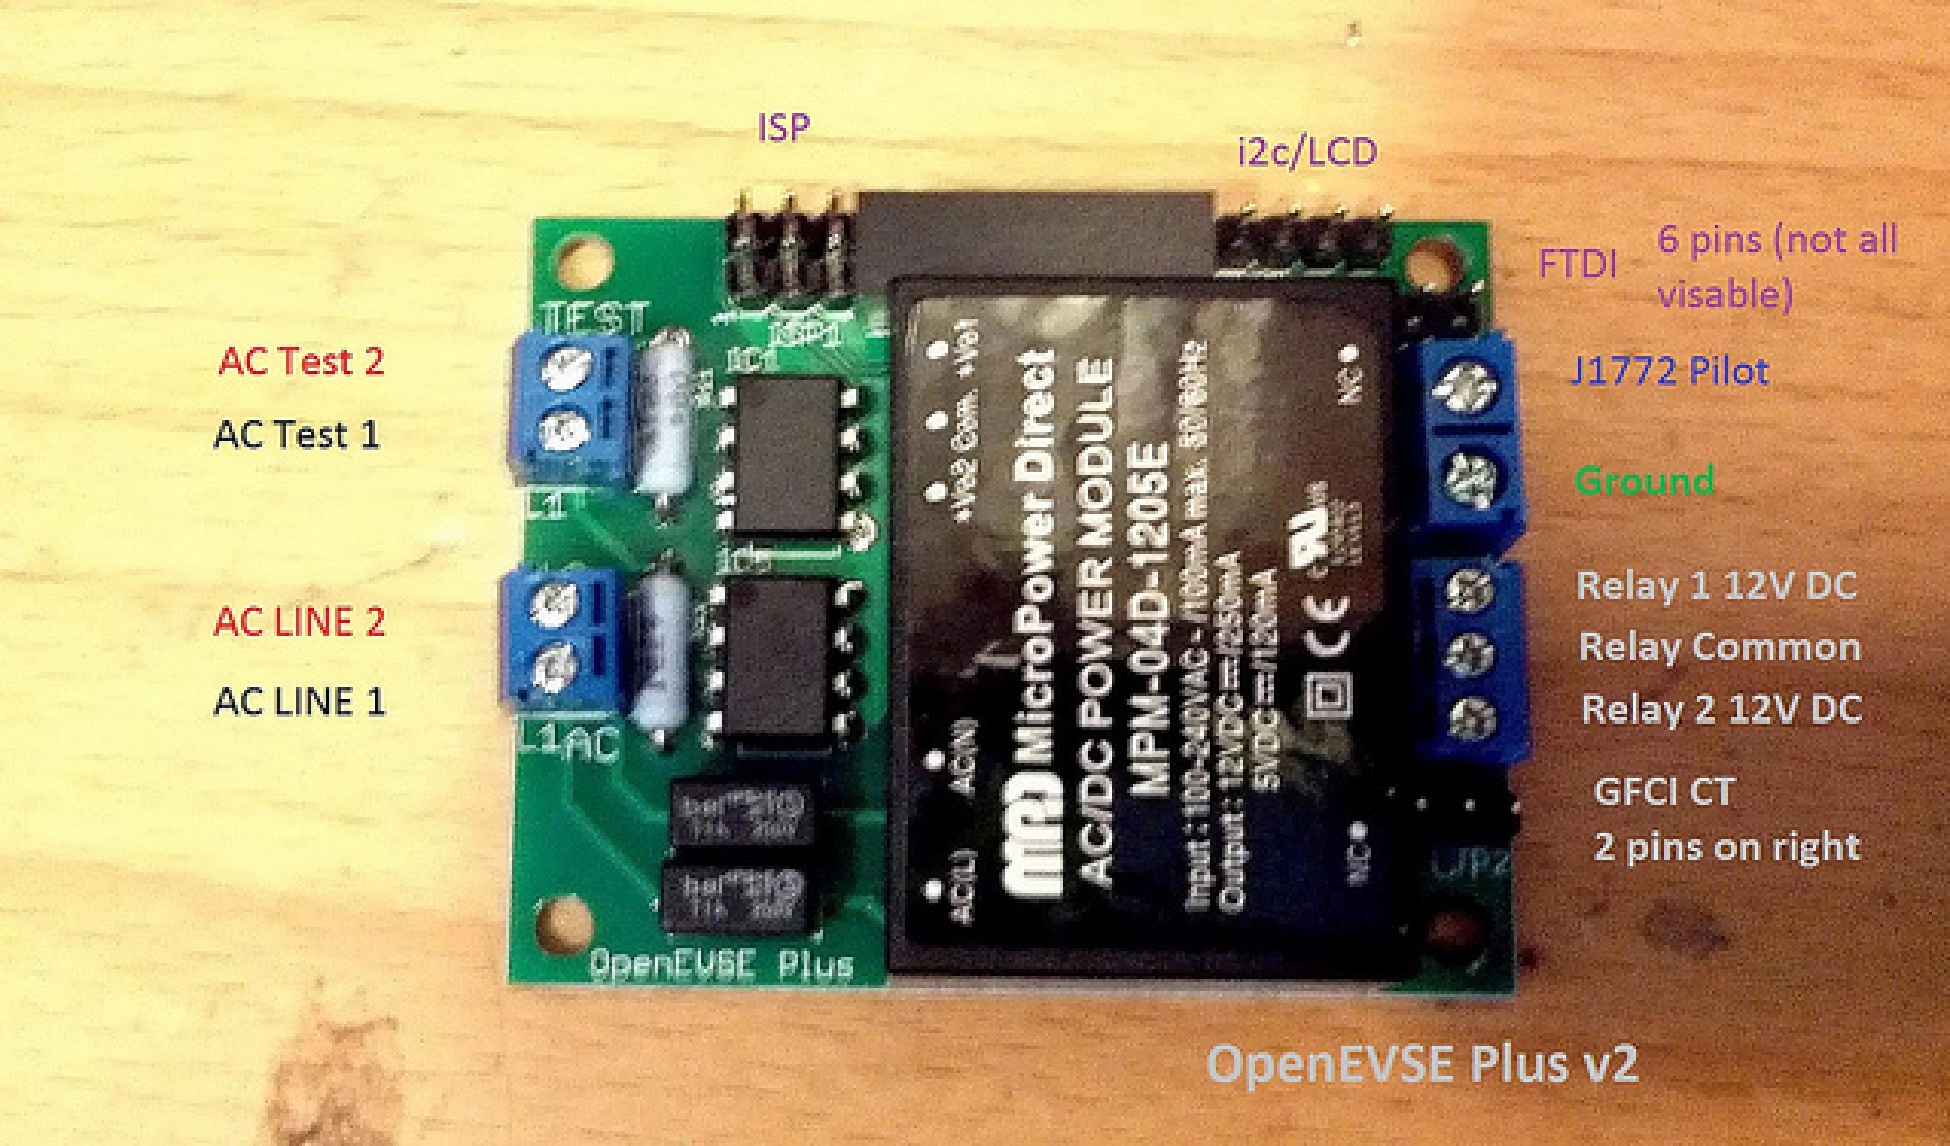 ISP
i2c/LCD
FTDI
6 pins (not all
visable)
AC Test 2
AC Test 1
AC LINE 2
AC LINE 1
J1772 Pilot
Ground
Relay 1 12V DC
Relay Common
Relay 2 12V DC
GFCI CT
2 pins on right
TEST
ISP1
IC1
L1
L1 AC
OpenEVSE Plus
+Vo2 Com. +Vo1
AC(L) AC(N)
MPD MicroPower Direct
AC/DC POWER MODULE
MPM-04D-1205E
Input : 100-240VAC~/100mA max. 50/60Hz
Output : 12VDC⎓/250mA
5VDC⎓/120mA
CE
NC
NC
JP2
OpenEVSE Plus v2